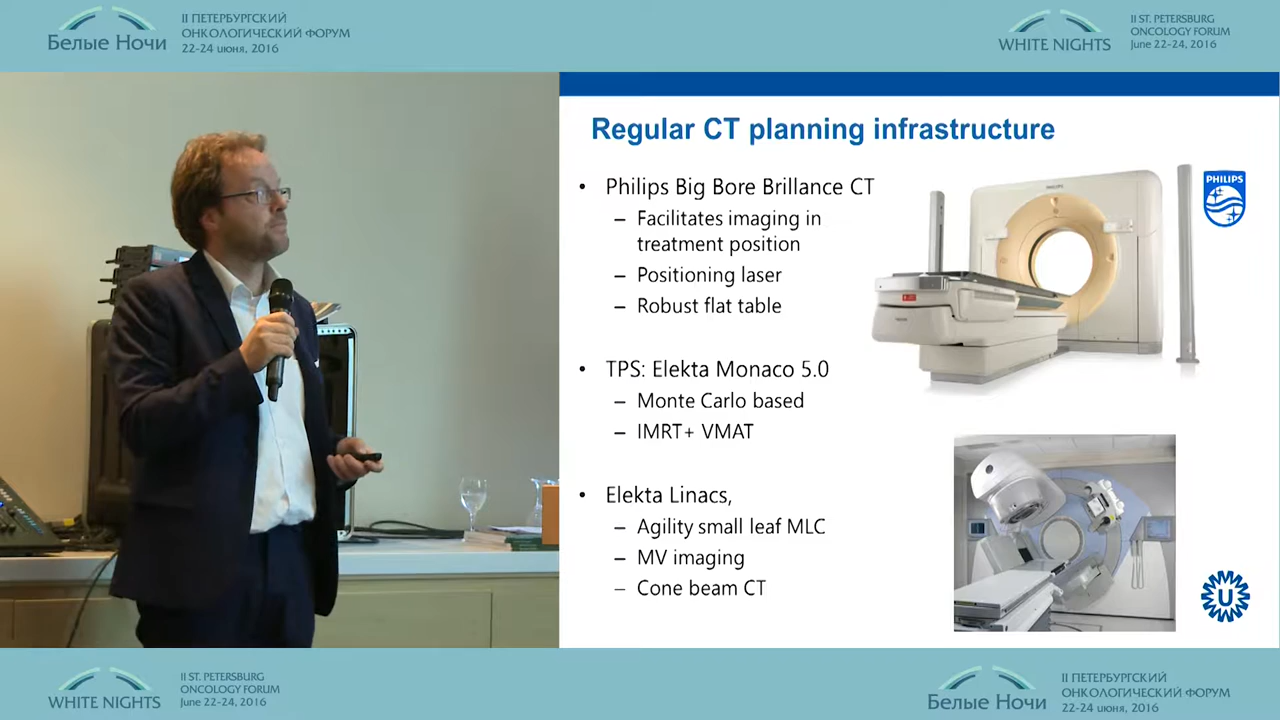 Белые Ночи
II ПЕТЕРБУРГСКИЙ
ОНКОЛОГИЧЕСКИЙ ФОРУМ
22-24 июня, 2016
WHITE NIGHTS
II ST. PETERSBURG
ONCOLOGY FORUM
June 22-24, 2016
Regular CT planning infrastructure
• Philips Big Bore Brillance CT
– Facilitates imaging in
treatment position
– Positioning laser
– Robust flat table
• TPS: Elekta Monaco 5.0
– Monte Carlo based
– IMRT+ VMAT
• Elekta Linacs,
– Agility small leaf MLC
– MV imaging
– Cone beam CT
PHILIPS
PHILIPS
U
WHITE NIGHTS
II ST. PETERSBURG
ONCOLOGY FORUM
June 22-24, 2016
Белые Ночи
II ПЕТЕРБУРГСКИЙ
ОНКОЛОГИЧЕСКИЙ ФОРУМ
22-24 июня, 2016